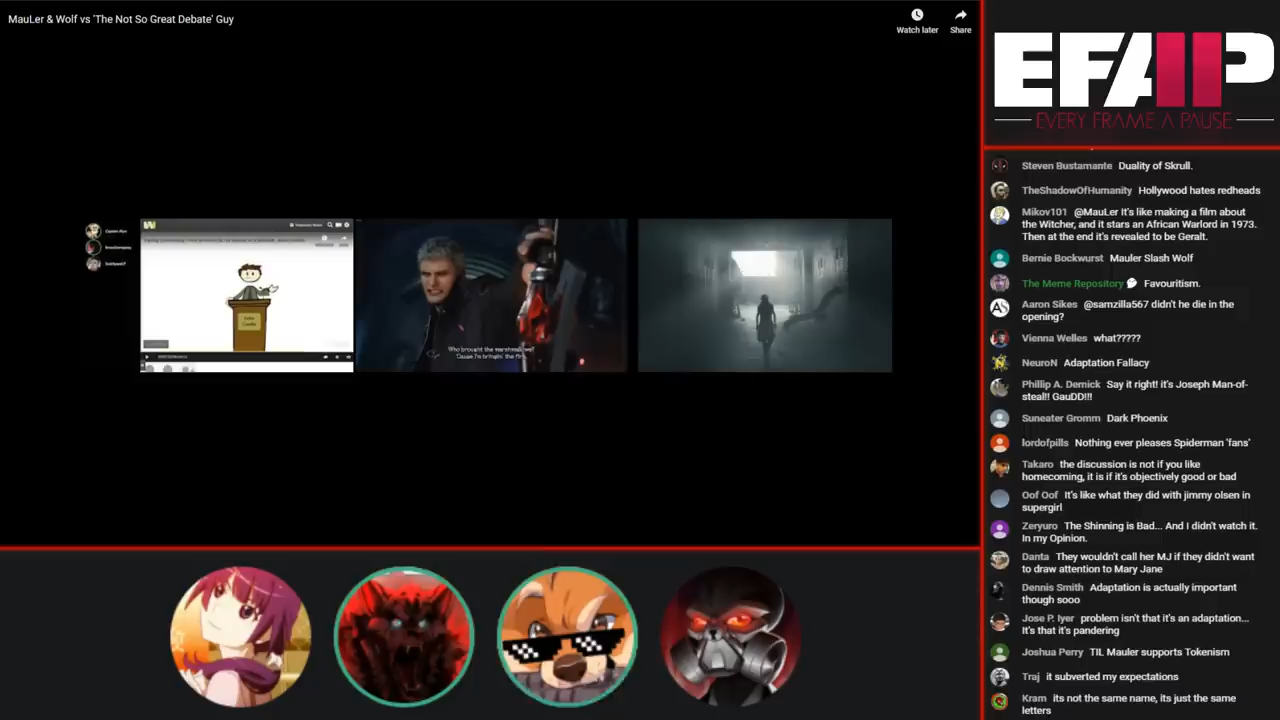 MauLer & Wolf vs 'The Not So Great Debate' Guy
Watch later
Share
Who brought the marshmallows?
'Cause I'm bringin' the fire.
EFAP
EVERY FRAME A PAUSE
Steven Bustamante Duality of Skrull.
TheShadowOfHumanity Hollywood hates redheads
Mikov101 @MauLer It's like making a film about
the Witcher, and it stars an African Warlord in 1973.
Then at the end it's revealed to be Geralt.
Bernie Bockwurst Mauler Slash Wolf
The Meme Repository Favouritism.
Aaron Sikes @samzilla567 didn't he die in the
opening?
Vienna Welles what?????
NeuroN Adaptation Fallacy
Phillip A. Dernick Say it right! it's Joseph Man-of-
steal!! GauDD!!!
Suneater Gromm Dark Phoenix
lordofpills Nothing ever pleases Spiderman 'fans'
Takaro the discussion is not if you like
homecoming, it is if it's objectively good or bad
Oof Oof It's like what they did with jimmy olsen in
supergirl
Zeryuro The Shinning is Bad... And I didn't watch it.
In my Opinion.
Danta They wouldn't call her MJ if they didn't want
to draw attention to Mary Jane
Dennis Smith Adaptation is actually important
though sooo
Jose P. Iyer problem isn't that it's an adaptation...
It's that it's pandering
Joshua Perry TIL Mauler supports Tokenism
Traj it subverted my expectations
Kram its not the same name, its just the same
letters